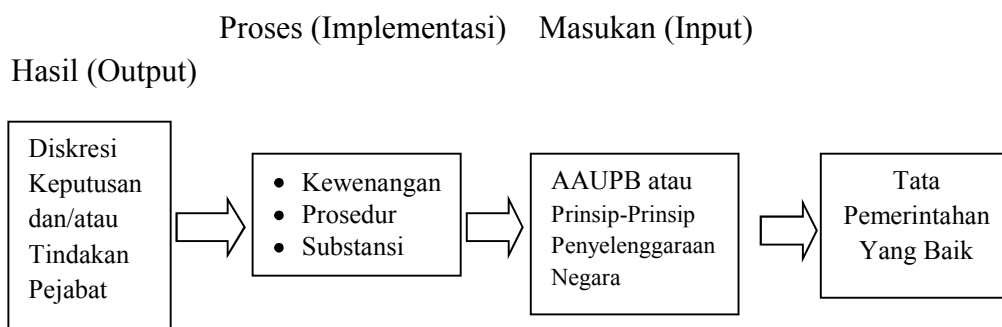 Proses (Implementasi) Masukan (Input)
Hasil (Output)
Diskresi
Keputusan
dan/atau
Tindakan
Pejabat
• Kewenangan
• Prosedur
• Substansi
AAUPB atau
Prinsip-Prinsip
Penyelenggaraan
Negara
Tata
Pemerintahan
Yang Baik